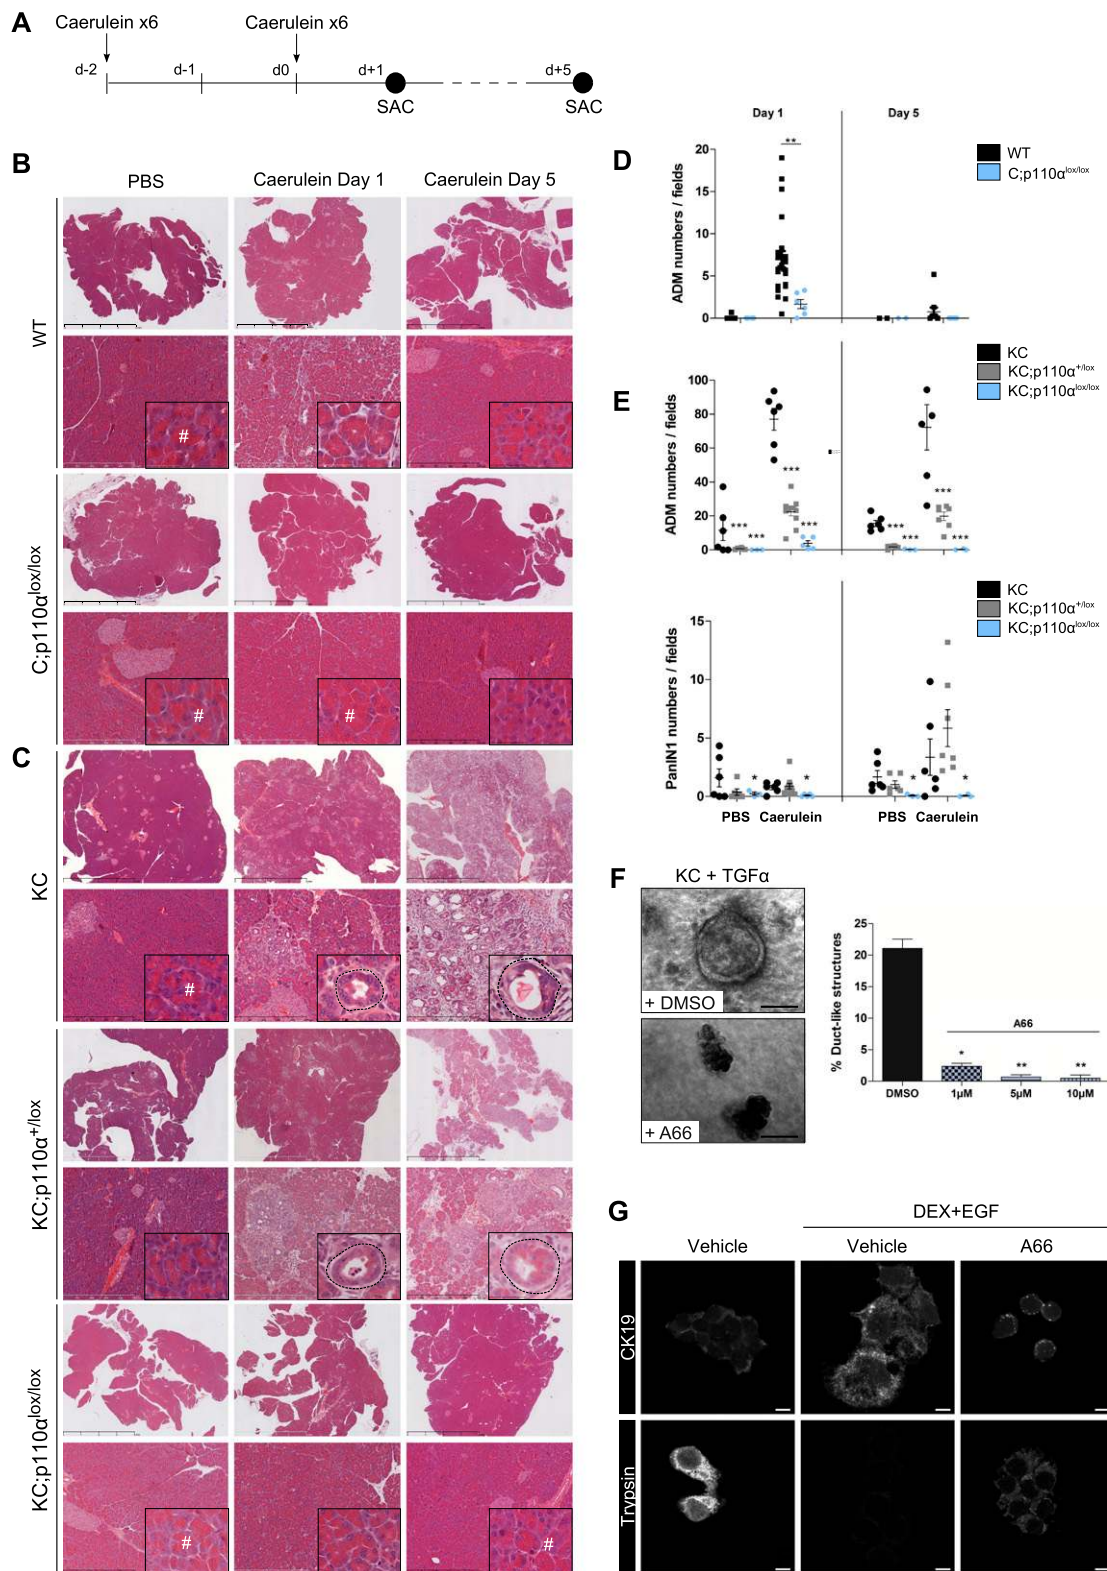 A
Caerulein x6
Caerulein x6
d-2
d-1
d0
d+1
d+5
SAC
SAC
B
PBS
Caerulein Day 1
Caerulein Day 5
WT
#
C;p110α^lox/lox
#
#
C
KC
#
KC;p110α^+/lox
KC;p110α^lox/lox
#
#
D
Day 1
Day 5
WT
C;p110α^lox/lox
ADM numbers / fields
20
15
10
5
0
**
E
KC
KC;p110α^+/lox
KC;p110α^lox/lox
ADM numbers / fields
100
80
60
40
20
0
***
***
***
***
***
***
***
***
KC
KC;p110α^+/lox
KC;p110α^lox/lox
PanIN1 numbers / fields
15
10
5
0
*
*
*
*
PBS
Caerulein
PBS
Caerulein
F
KC + TGFα
+ DMSO
+ A66
% Duct-like structures
25
20
15
10
5
0
A66
*
**
**
DMSO
1µM
5µM
10µM
G
DEX+EGF
Vehicle
Vehicle
A66
CK19
Trypsin